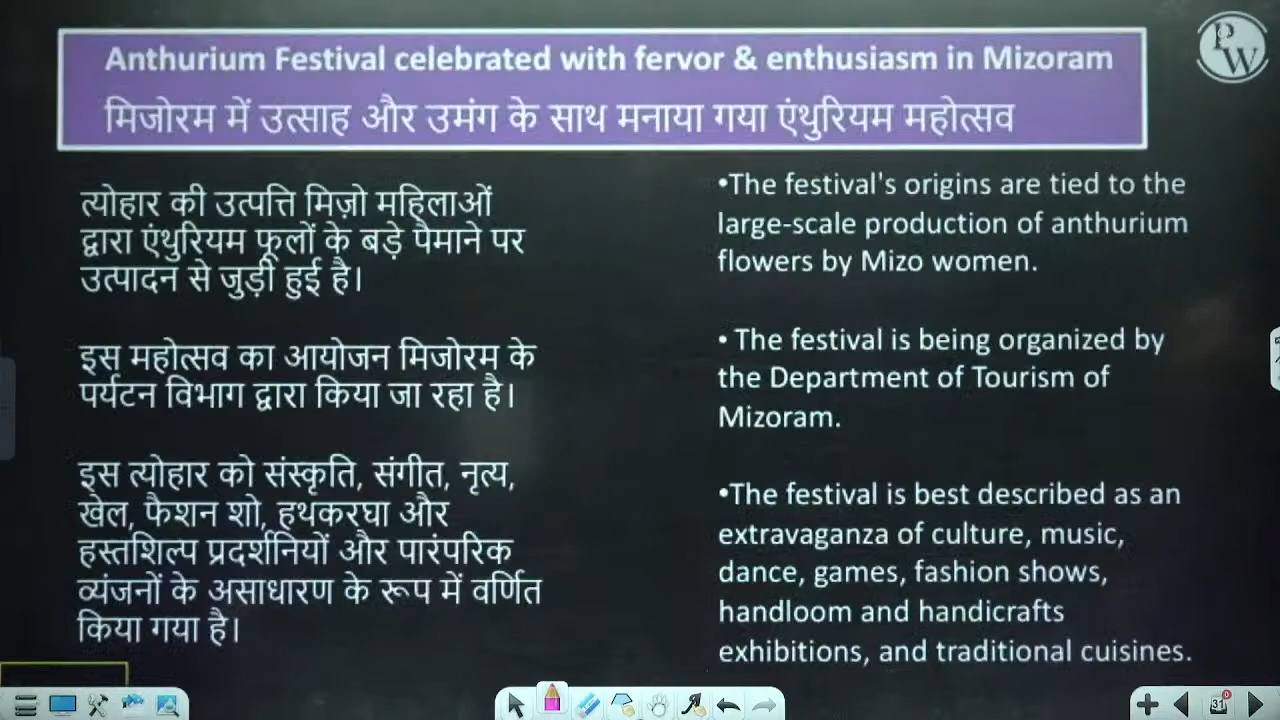 Anthurium Festival celebrated with fervor & enthusiasm in Mizoram
मिजोरम में उत्साह और उमंग के साथ मनाया गया एंथुरियम महोत्सव
PW
त्योहार की उत्पत्ति मिज़ो महिलाओं
द्वारा एंथुरियम फूलों के बड़े पैमाने पर
उत्पादन से जुड़ी हुई है।
इस महोत्सव का आयोजन मिजोरम के
पर्यटन विभाग द्वारा किया जा रहा है।
इस त्योहार को संस्कृति, संगीत, नृत्य,
खेल, फैशन शो, हथकरघा और
हस्तशिल्प प्रदर्शनियों और पारंपरिक
व्यंजनों के असाधारण के रूप में वर्णित
किया गया है।
•The festival's origins are tied to the
large-scale production of anthurium
flowers by Mizo women.
• The festival is being organized by
the Department of Tourism of
Mizoram.
•The festival is best described as an
extravaganza of culture, music,
dance, games, fashion shows,
handloom and handicrafts
exhibitions, and traditional cuisines.
31
0